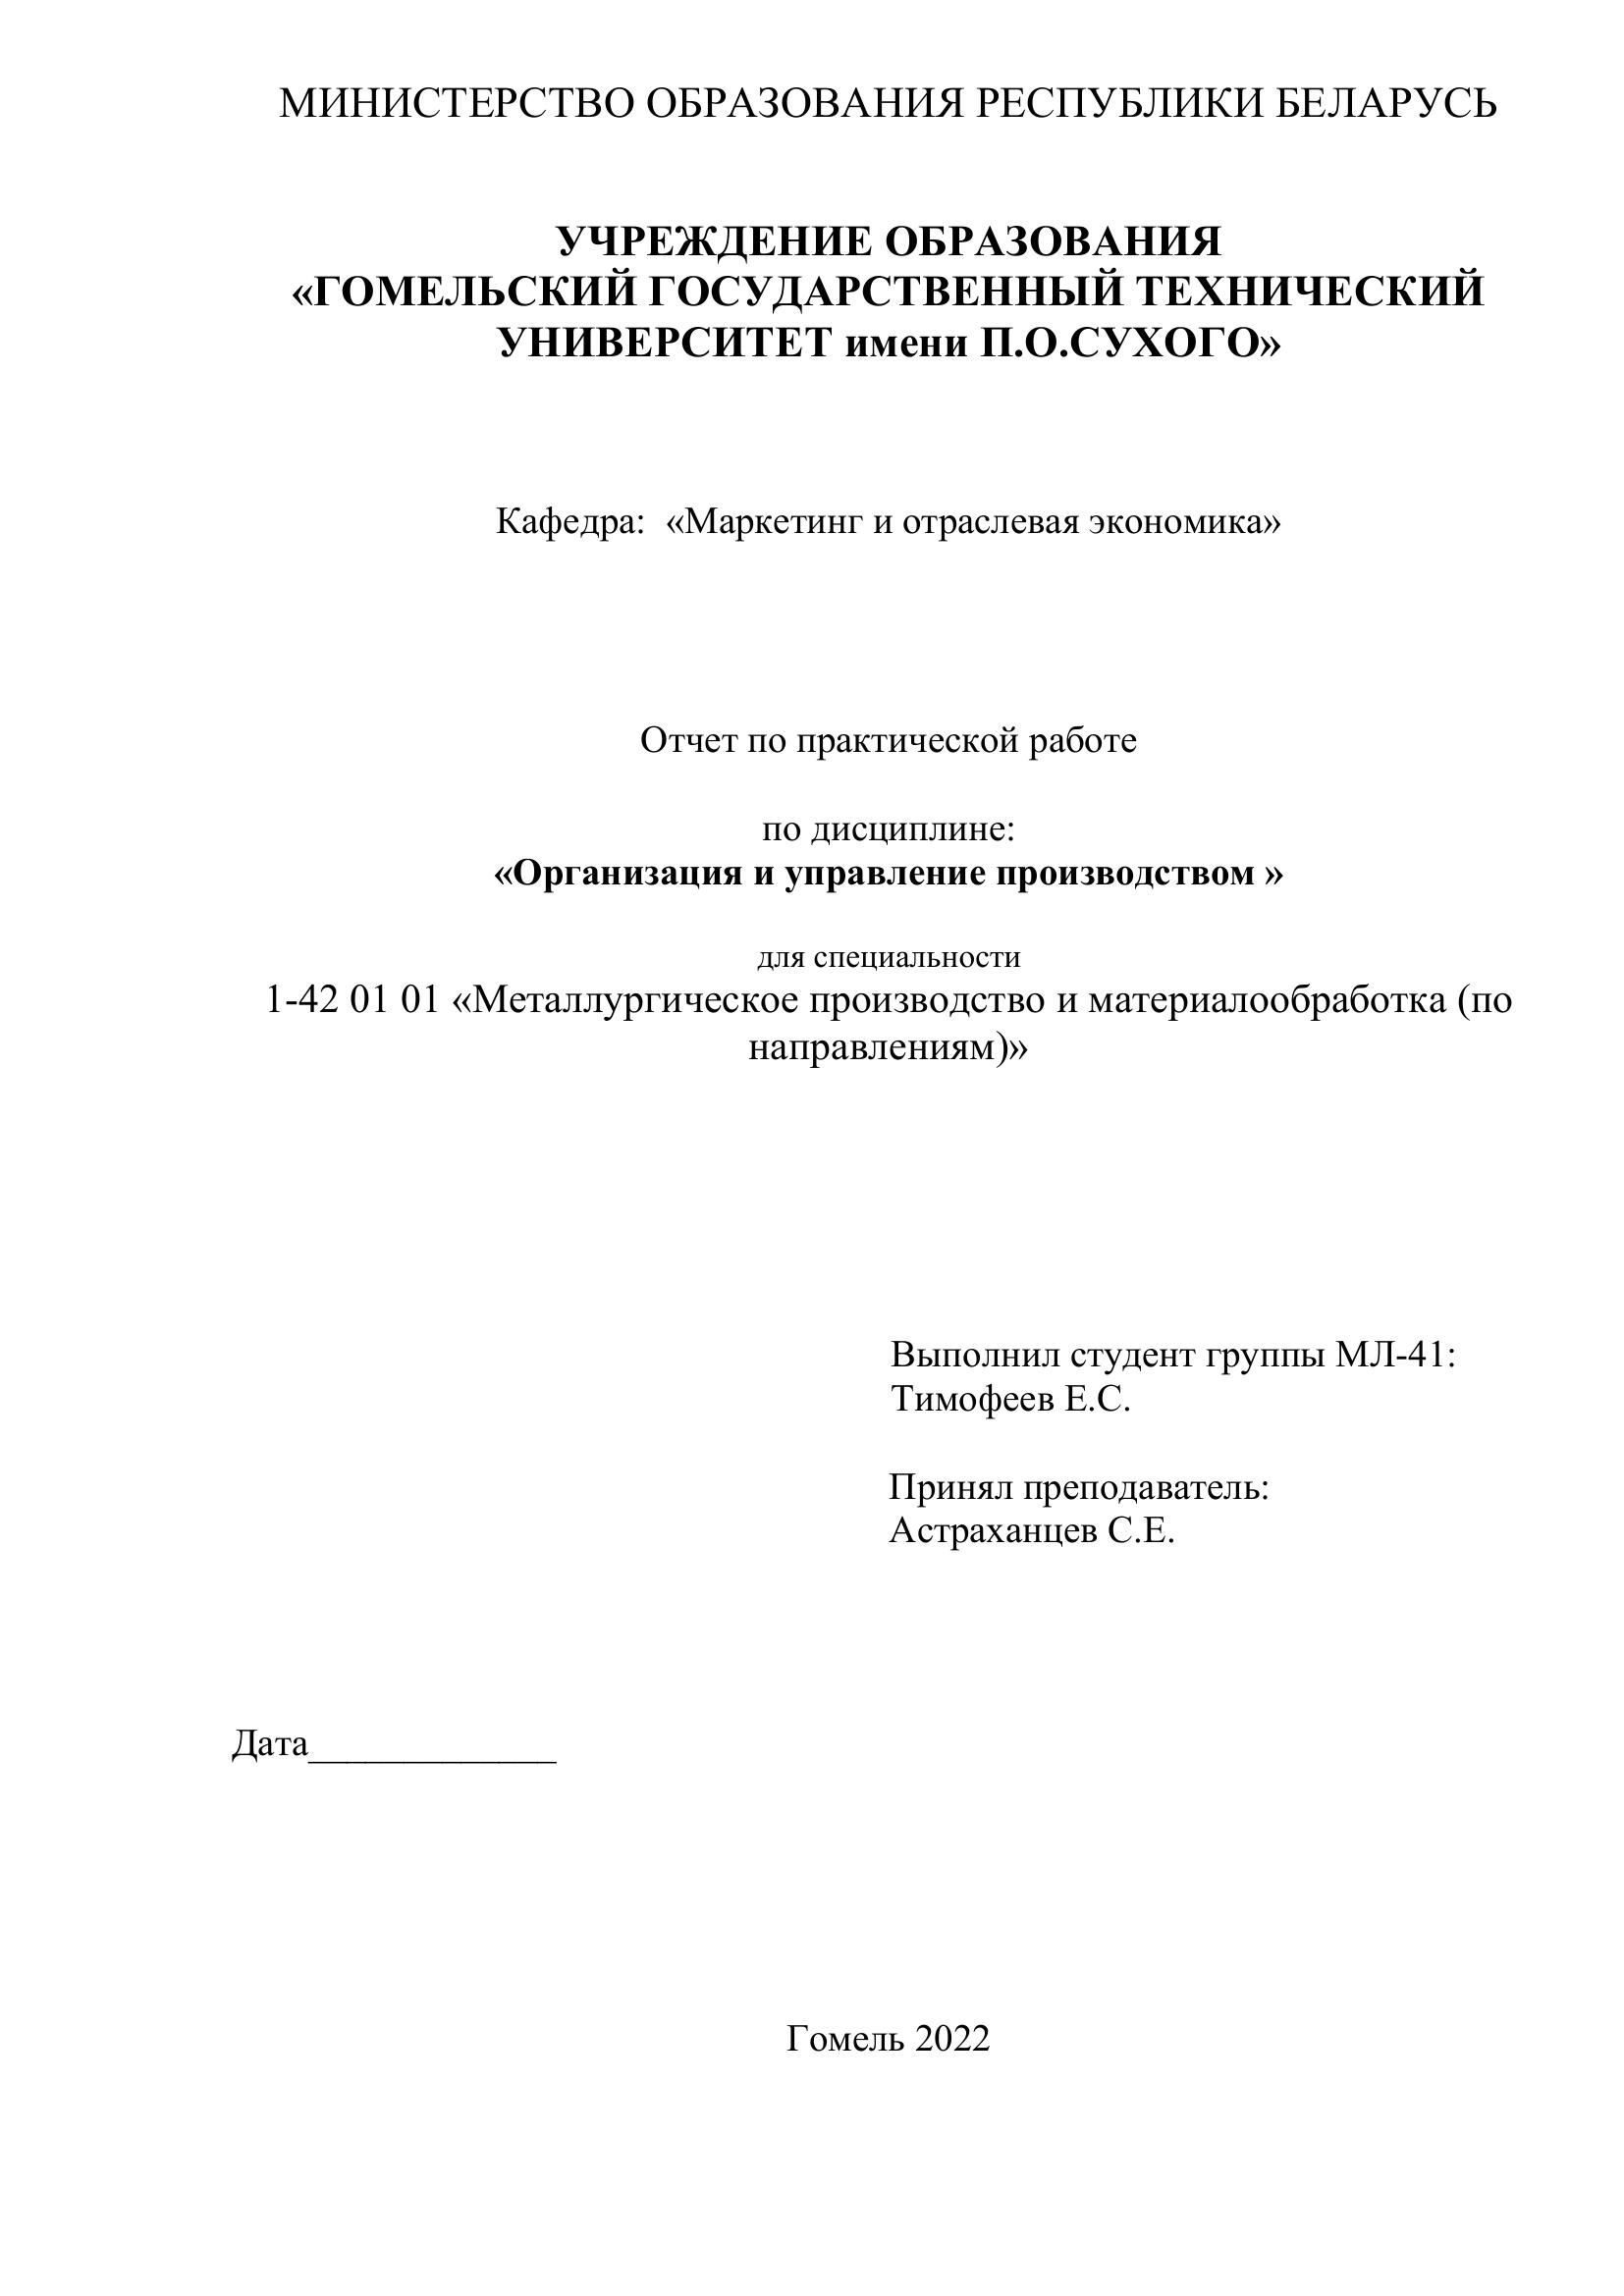 МИНИСТЕРСТВО ОБРАЗОВАНИЯ РЕСПУБЛИКИ БЕЛАРУСЬ
УЧРЕЖДЕНИЕ ОБРАЗОВАНИЯ
«ГОМЕЛЬСКИЙ ГОСУДАРСТВЕННЫЙ ТЕХНИЧЕСКИЙ
УНИВЕРСИТЕТ имени П.О.СУХОГО»
Кафедра:  «Маркетинг и отраслевая экономика»
Отчет по практической работе
по дисциплине:
«Организация и управление производством »
для специальности
1-42 01 01 «Металлургическое производство и материалообработка (по
направлениям)»
Выполнил студент группы МЛ-41:
Тимофеев Е.С.
Принял преподаватель:
Астраханцев С.Е.
Дата_____________
Гомель 2022